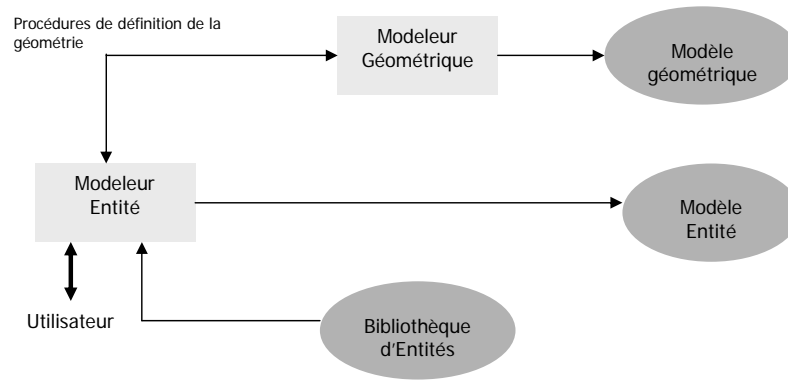 Procédures de définition de la
géométrie
Modeleur
Géométrique
Modèle
géométrique
Modeleur
Entité
Modèle
Entité
Utilisateur
Bibliothèque
d'Entités